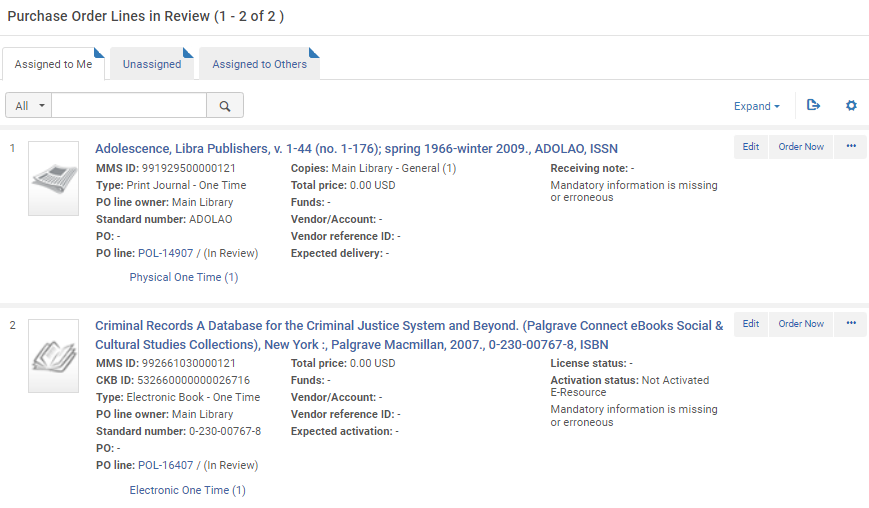 Purchase Order Lines in Review (1 - 2 of 2 )
Assigned to Me
Unassigned
Assigned to Others
All
Expand
1
Adolescence, Libra Publishers, v. 1-44 (no. 1-176); spring 1966-winter 2009., ADOLAO, ISSN
Edit
Order Now
MMS ID: 991929500000121
Type: Print Journal - One Time
PO line owner: Main Library
Standard number: ADOLAO
PO: -
PO line: POL-14907 / (In Review)
Copies: Main Library - General (1)
Total price: 0.00 USD
Funds: -
Vendor/Account: -
Vendor reference ID: -
Expected delivery: -
Receiving note: -
Mandatory information is missing
or erroneous
Physical One Time (1)
2
Criminal Records A Database for the Criminal Justice System and Beyond. (Palgrave Connect eBooks Social &
Cultural Studies Collections), New York :, Palgrave Macmillan, 2007., 0-230-00767-8, ISBN
Edit
Order Now
MMS ID: 992661030000121
CKB ID: 532660000000026716
Type: Electronic Book - One Time
PO line owner: Main Library
Standard number: 0-230-00767-8
PO: -
PO line: POL-16407 / (In Review)
Total price: 0.00 USD
Funds: -
Vendor/Account: -
Vendor reference ID: -
Expected activation: -
License status: -
Activation status: Not Activated
E-Resource
Mandatory information is missing
or erroneous
Electronic One Time (1)